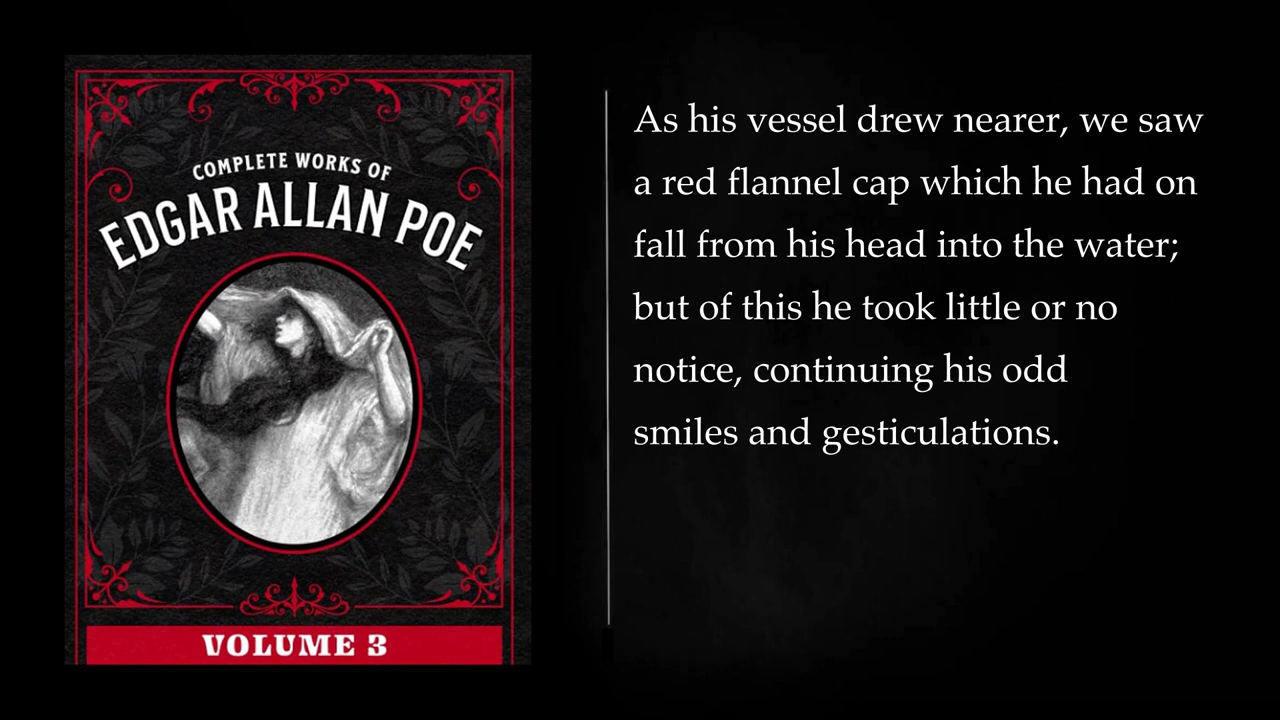 COMPLETE WORKS OF
EDGAR ALLAN POE
VOLUME 3
As his vessel drew nearer, we saw
a red flannel cap which he had on
fall from his head into the water;
but of this he took little or no
notice, continuing his odd
smiles and gesticulations.